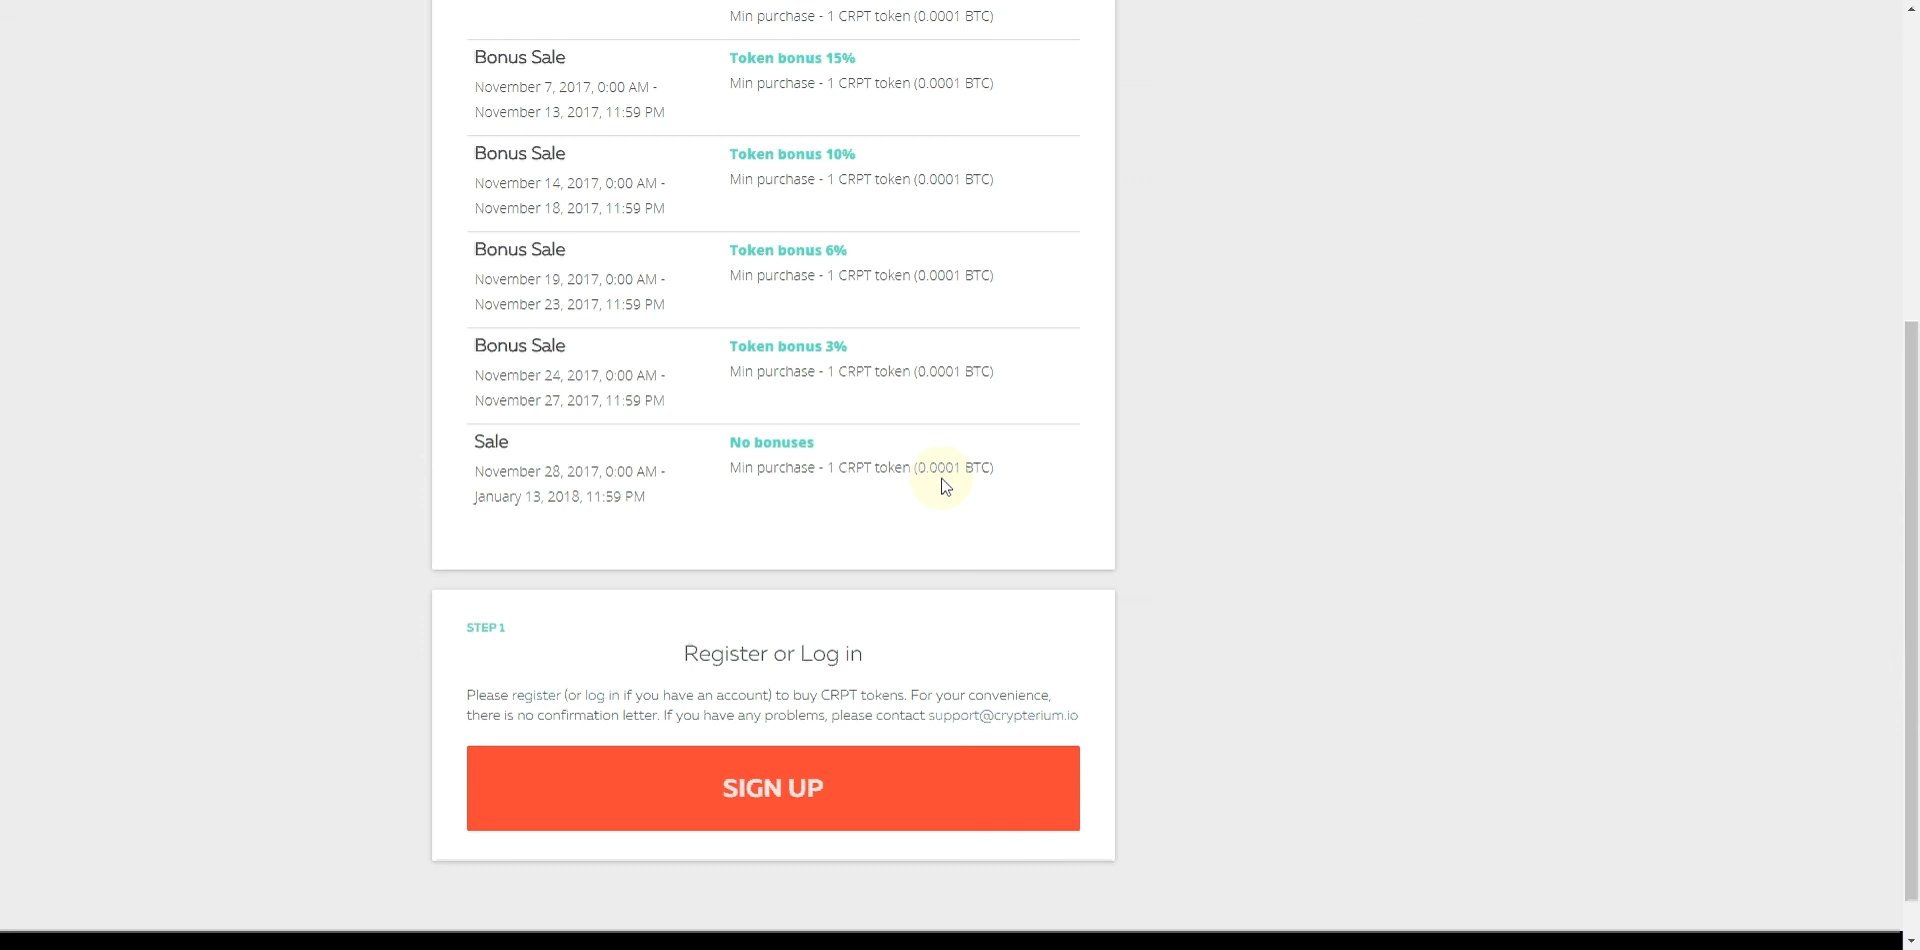 Min purchase - 1 CRPT token (0.0001 BTC)
Bonus Sale
Token bonus 15%
November 7, 2017, 0:00 AM -
Min purchase - 1 CRPT token (0.0001 BTC)
November 13, 2017, 11:59 PM
Bonus Sale
Token bonus 10%
November 14, 2017, 0:00 AM -
Min purchase - 1 CRPT token (0.0001 BTC)
November 18, 2017, 11:59 PM
Bonus Sale
Token bonus 6%
November 19, 2017, 0:00 AM -
Min purchase - 1 CRPT token (0.0001 BTC)
November 23, 2017, 11:59 PM
Bonus Sale
Token bonus 3%
November 24, 2017, 0:00 AM -
Min purchase - 1 CRPT token (0.0001 BTC)
November 27, 2017, 11:59 PM
Sale
No bonuses
November 28, 2017, 0:00 AM -
Min purchase - 1 CRPT token (0.0001 BTC)
January 13, 2018, 11:59 PM
STEP 1
Register or Log in
Please register (or log in if you have an account) to buy CRPT tokens. For your convenience,
there is no confirmation letter. If you have any problems, please contact support@crypterium.io
SIGN UP